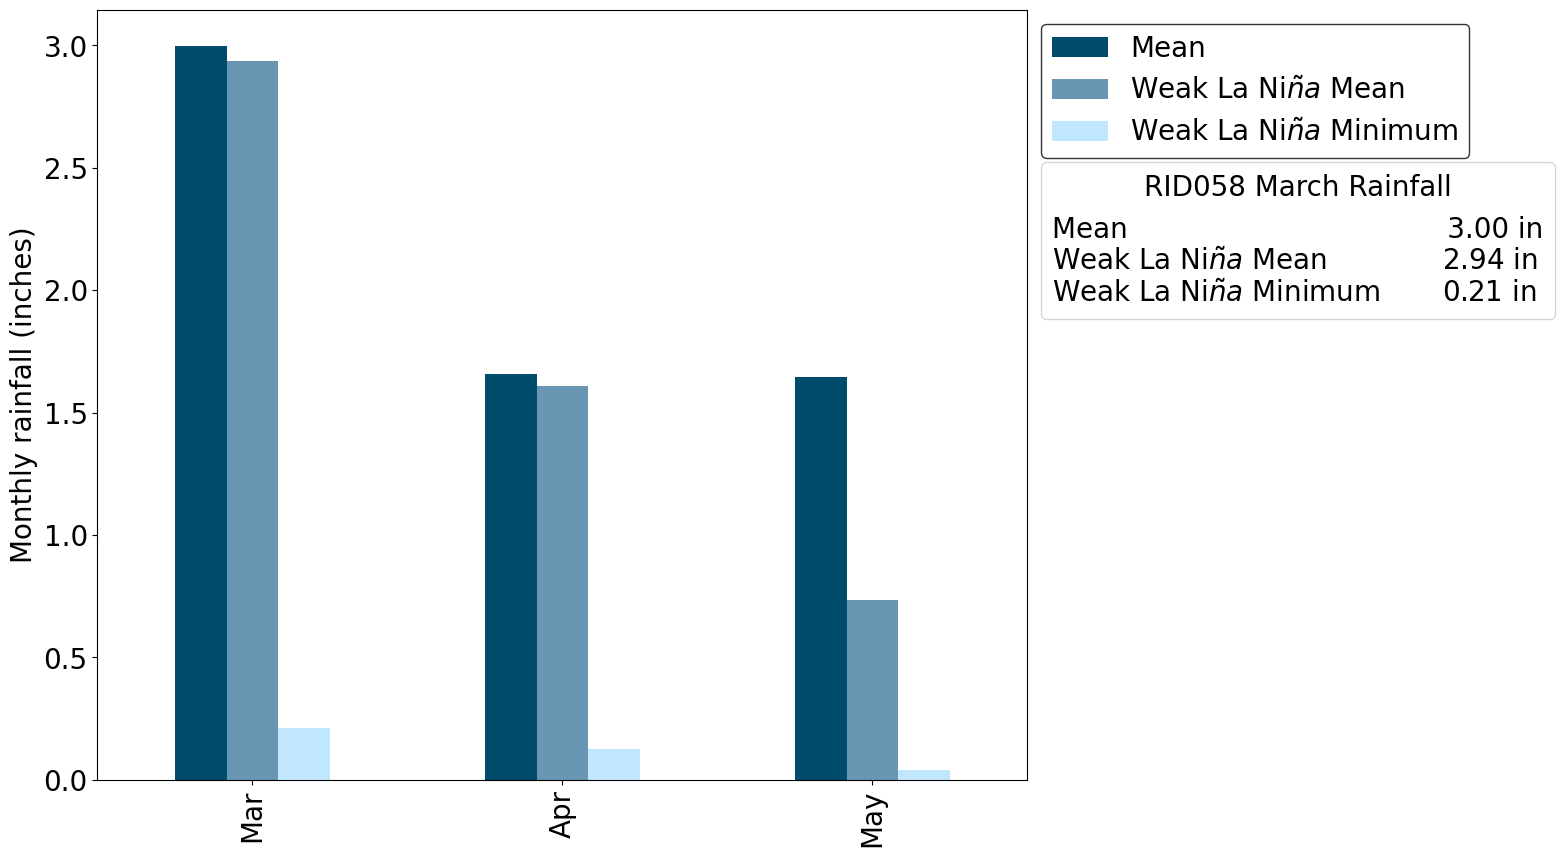 3.0
2.5
2.0
1.5
1.0
0.5
0.0
Monthly rainfall (inches)
Mar
Apr
May
Mean
Weak La Niña Mean
Weak La Niña Minimum
RID058 March Rainfall
Mean 3.00 in
Weak La Niña Mean 2.94 in
Weak La Niña Minimum 0.21 in